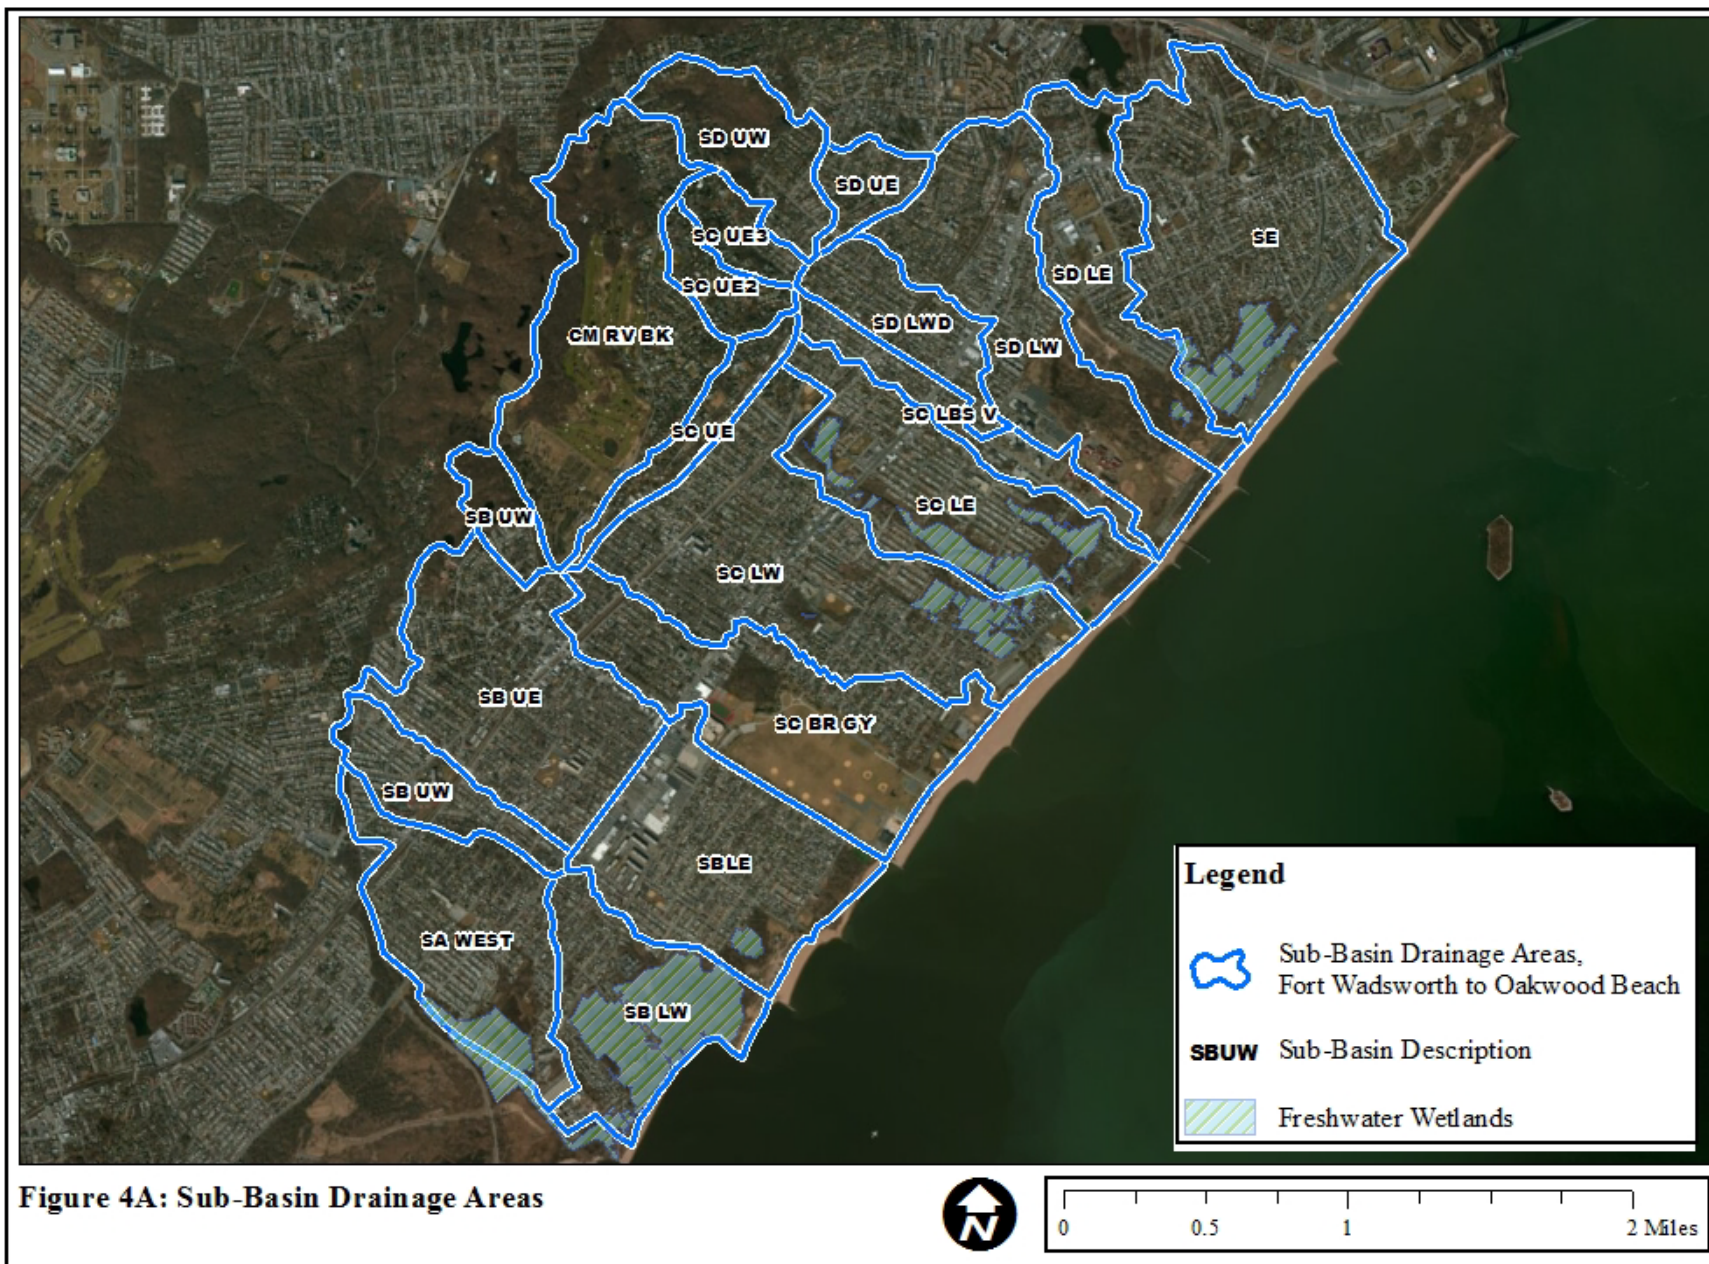 SD UW
SD UE
SC UE3
SE
SD LE
SC UE2
CM RV BK
SD LWD
SD LW
SC LBS V
SC UE
SC LE
SB UW
SC LW
SB UE
SC BR GY
SB UW
SBLE
SA WEST
SB LW
Legend
Sub-Basin Drainage Areas,
Fort Wadsworth to Oakwood Beach
SBUW Sub-Basin Description
Freshwater Wetlands
Figure 4A: Sub-Basin Drainage Areas
N
0 0.5 1 2 Miles